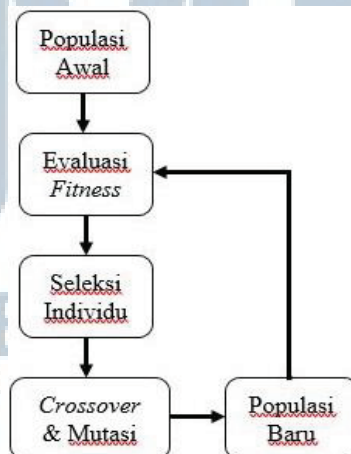 Populasi
Awal
Evaluasi
Fitness
Seleksi
Individu
Crossover
& Mutasi
Populasi
Baru